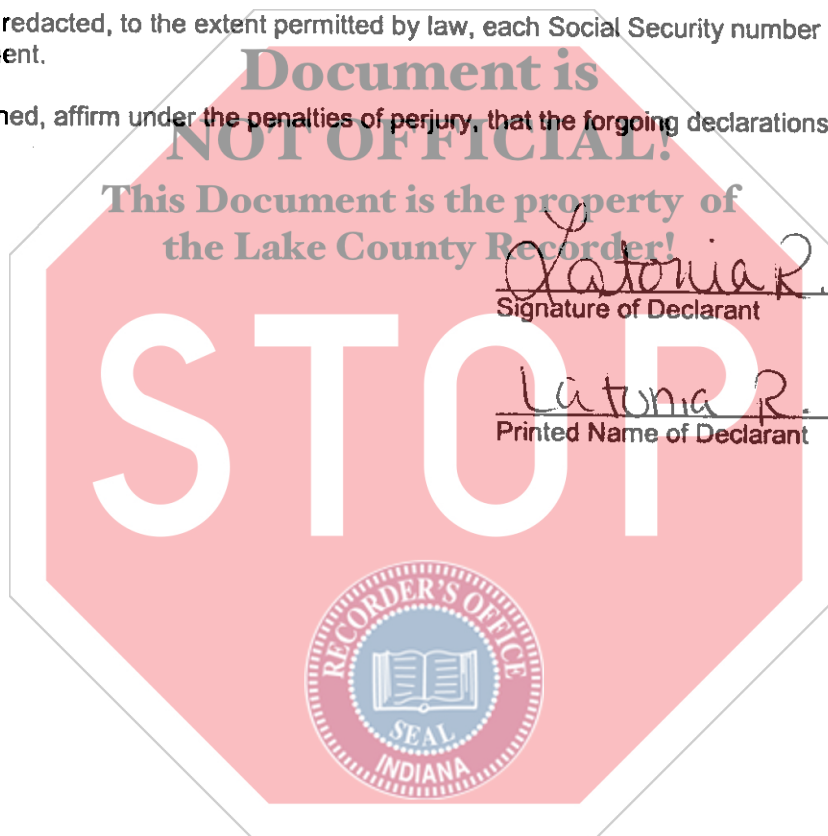 redacted, to the extent permitted by law, each Social Security number
ent.
Document is
ned, affirm under the penalties of perjury, that the forgoing declarations
NOT OFFICIAL!
This Document is the property of
the Lake County Recorder!
Latonia R.
Signature of Declarant
STOP
Latonia R.
Printed Name of Declarant
RECORDER'S OFFICE
SEAL
INDIANA